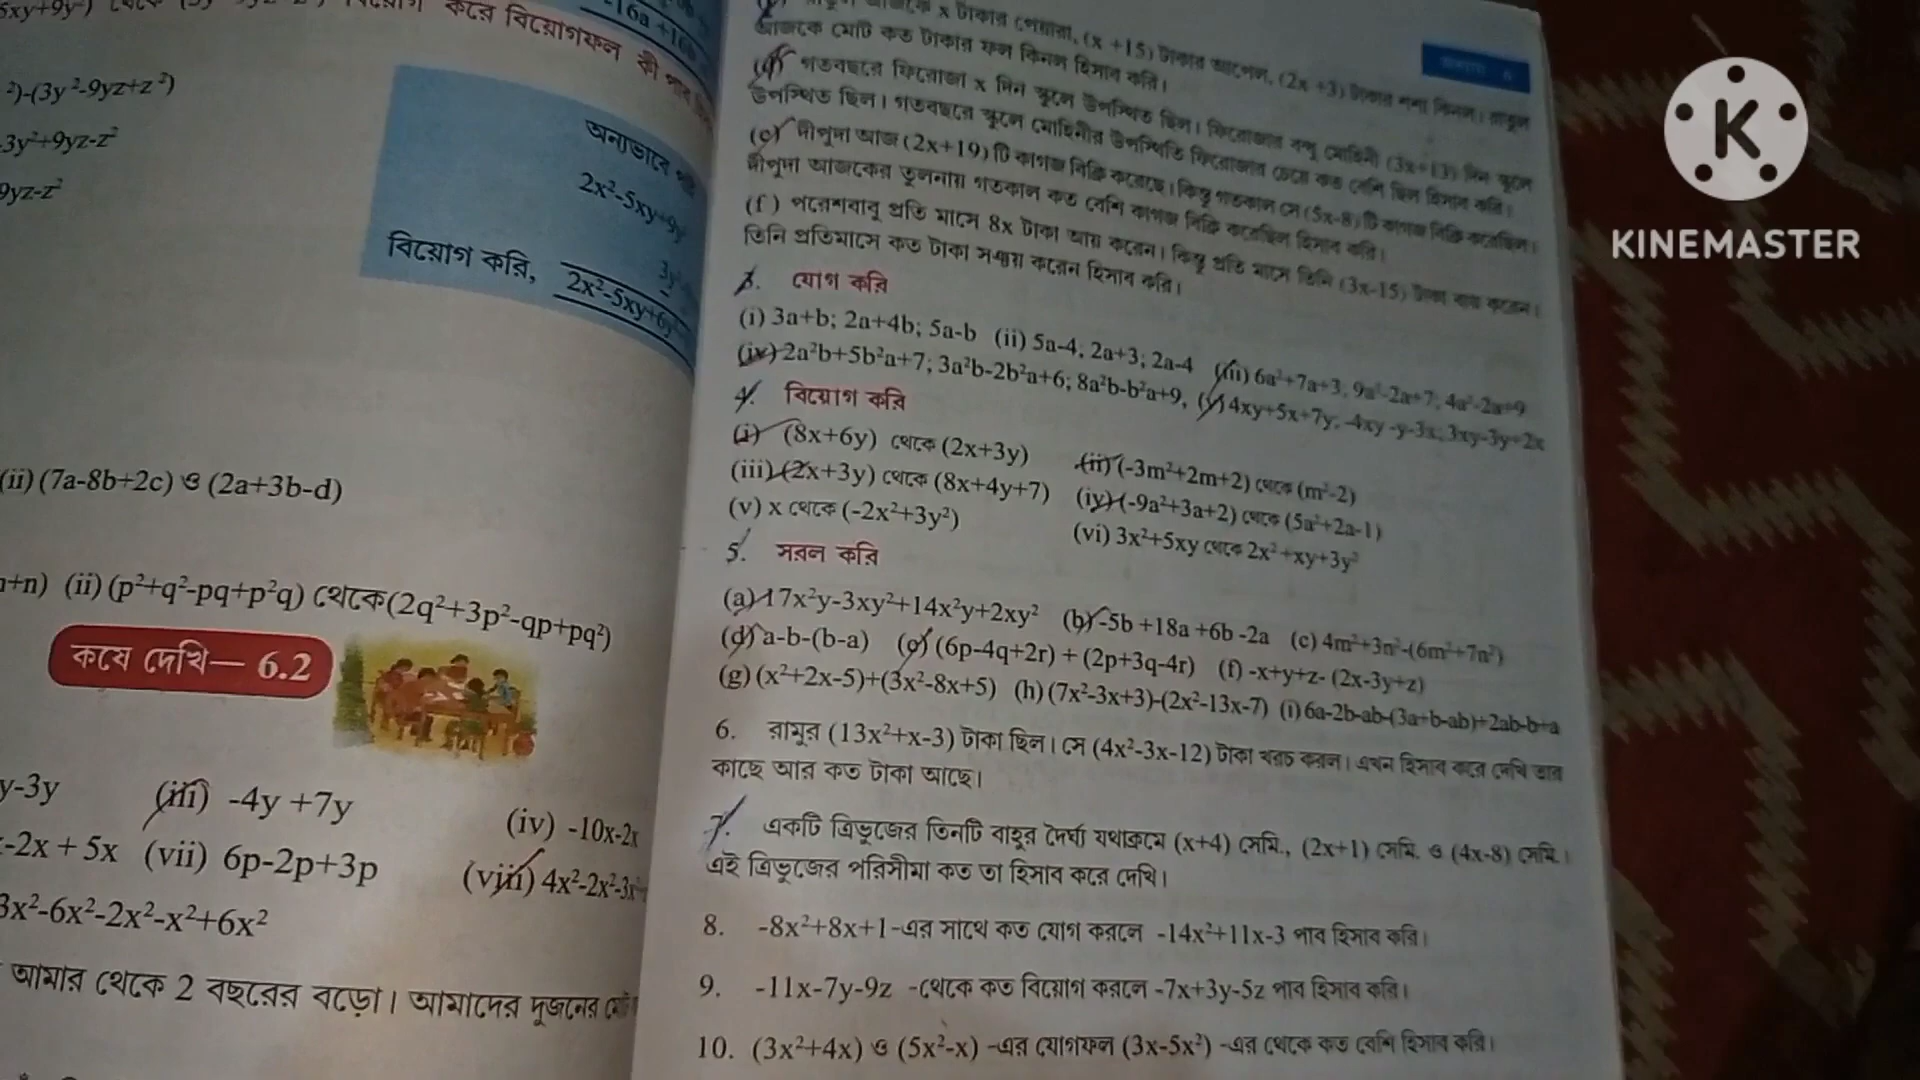 ²)-(3y²-9yz+z²)
-3y²+9yz-z²
9yz-z²
করে বিয়োগফল কী
-16a
অন্যভাবে
2x²-5xy+9y
বিয়োগ করি,
2x²-5xy+6y
(ii) (7a-8b+2c) ও (2a+3b-d)
+n) (ii) (p²+q²-pq+p²q) থেকে(2q²+3p²-qp+pq²)
কষে দেখি— 6.2
y-3y (iii) -4y +7y (iv) -10x-2x
-2x + 5x (vii) 6p-2p+3p (viii) 4x²-2x²-3x
3x²-6x²-2x²-x²+6x²
আমার থেকে 2 বছরের বড়ো। আমাদের দুজনের
x টাকার পেয়ারা, (x +15) টাকার আপেল, (2x +3) টাকার শশা কিনল। রাতুল
আজকে মোট কত টাকার ফল কিনল হিসাব করি।
(d) গতবছরে ফিরোজা x দিন স্কুলে উপস্থিত ছিল। ফিরোজার বন্ধু মোহিনী (3x+13) দিন স্কুলে
উপস্থিত ছিল। গতবছরে স্কুলে মোহিনীর উপস্থিতি ফিরোজার চেয়ে কত বেশি ছিল হিসাব করি।
(e) দীপুদা আজ (2x+19) টি কাগজ বিক্রি করেছে। কিন্তু গতকাল সে (5x-8) টি কাগজ বিক্রি করেছিল।
দীপুদা আজকের তুলনায় গতকাল কত বেশি কাগজ বিক্রি করেছিল হিসাব করি।
(f) পরেশবাবু প্রতি মাসে 8x টাকা আয় করেন। কিন্তু প্রতি মাসে তিনি (3x-15) টাকা ব্যয় করেন।
তিনি প্রতিমাসে কত টাকা সঞ্চয় করেন হিসাব করি।
3. যোগ করি
(i) 3a+b; 2a+4b; 5a-b (ii) 5a-4; 2a+3; 2a-4 (iii) 6a²+7a+3; 9a²-2a+7; 4a²-2a+9
(iv) 2a²b+5b²a+7; 3a²b-2b²a+6; 8a²b-b²a+9, (v) 4xy+5x+7y, -4xy-y-3x; 3xy-3y+2x
4. বিয়োগ করি
(i) (8x+6y) থেকে (2x+3y) (ii) (-3m²+2m+2) থেকে (m²-2)
(iii) (2x+3y) থেকে (8x+4y+7) (iv) (-9a²+3a+2) থেকে (5a²+2a-1)
(v) x থেকে (-2x²+3y²) (vi) 3x²+5xy থেকে 2x²+xy+3y²
5. সরল করি
(a) 17x²y-3xy²+14x²y+2xy² (b) -5b +18a +6b -2a (c) 4m²+3n²-(6m²+7n²)
(d) a-b-(b-a) (e) (6p-4q+2r) + (2p+3q-4r) (f) -x+y+z- (2x-3y+z)
(g) (x²+2x-5)+(3x²-8x+5) (h) (7x²-3x+3)-(2x²-13x-7) (i) 6a-2b-ab-(3a+b-ab)+2ab-b+a
6. রামুর (13x²+x-3) টাকা ছিল। সে (4x²-3x-12) টাকা খরচ করল। এখন হিসাব করে দেখি তার
কাছে আর কত টাকা আছে।
7. একটি ত্রিভুজের তিনটি বাহুর দৈর্ঘ্য যথাক্রমে (x+4) সেমি., (2x+1) সেমি. ও (4x-8) সেমি।
এই ত্রিভুজের পরিসীমা কত তা হিসাব করে দেখি।
8. -8x²+8x+1-এর সাথে কত যোগ করলে -14x²+11x-3 পাব হিসাব করি।
9. -11x-7y-9z -থেকে কত বিয়োগ করলে -7x+3y-5z পাব হিসাব করি।
10. (3x²+4x) ও (5x²-x) -এর যোগফল (3x-5x²) -এর থেকে কত বেশি হিসাব করি।
K
KINEMASTER